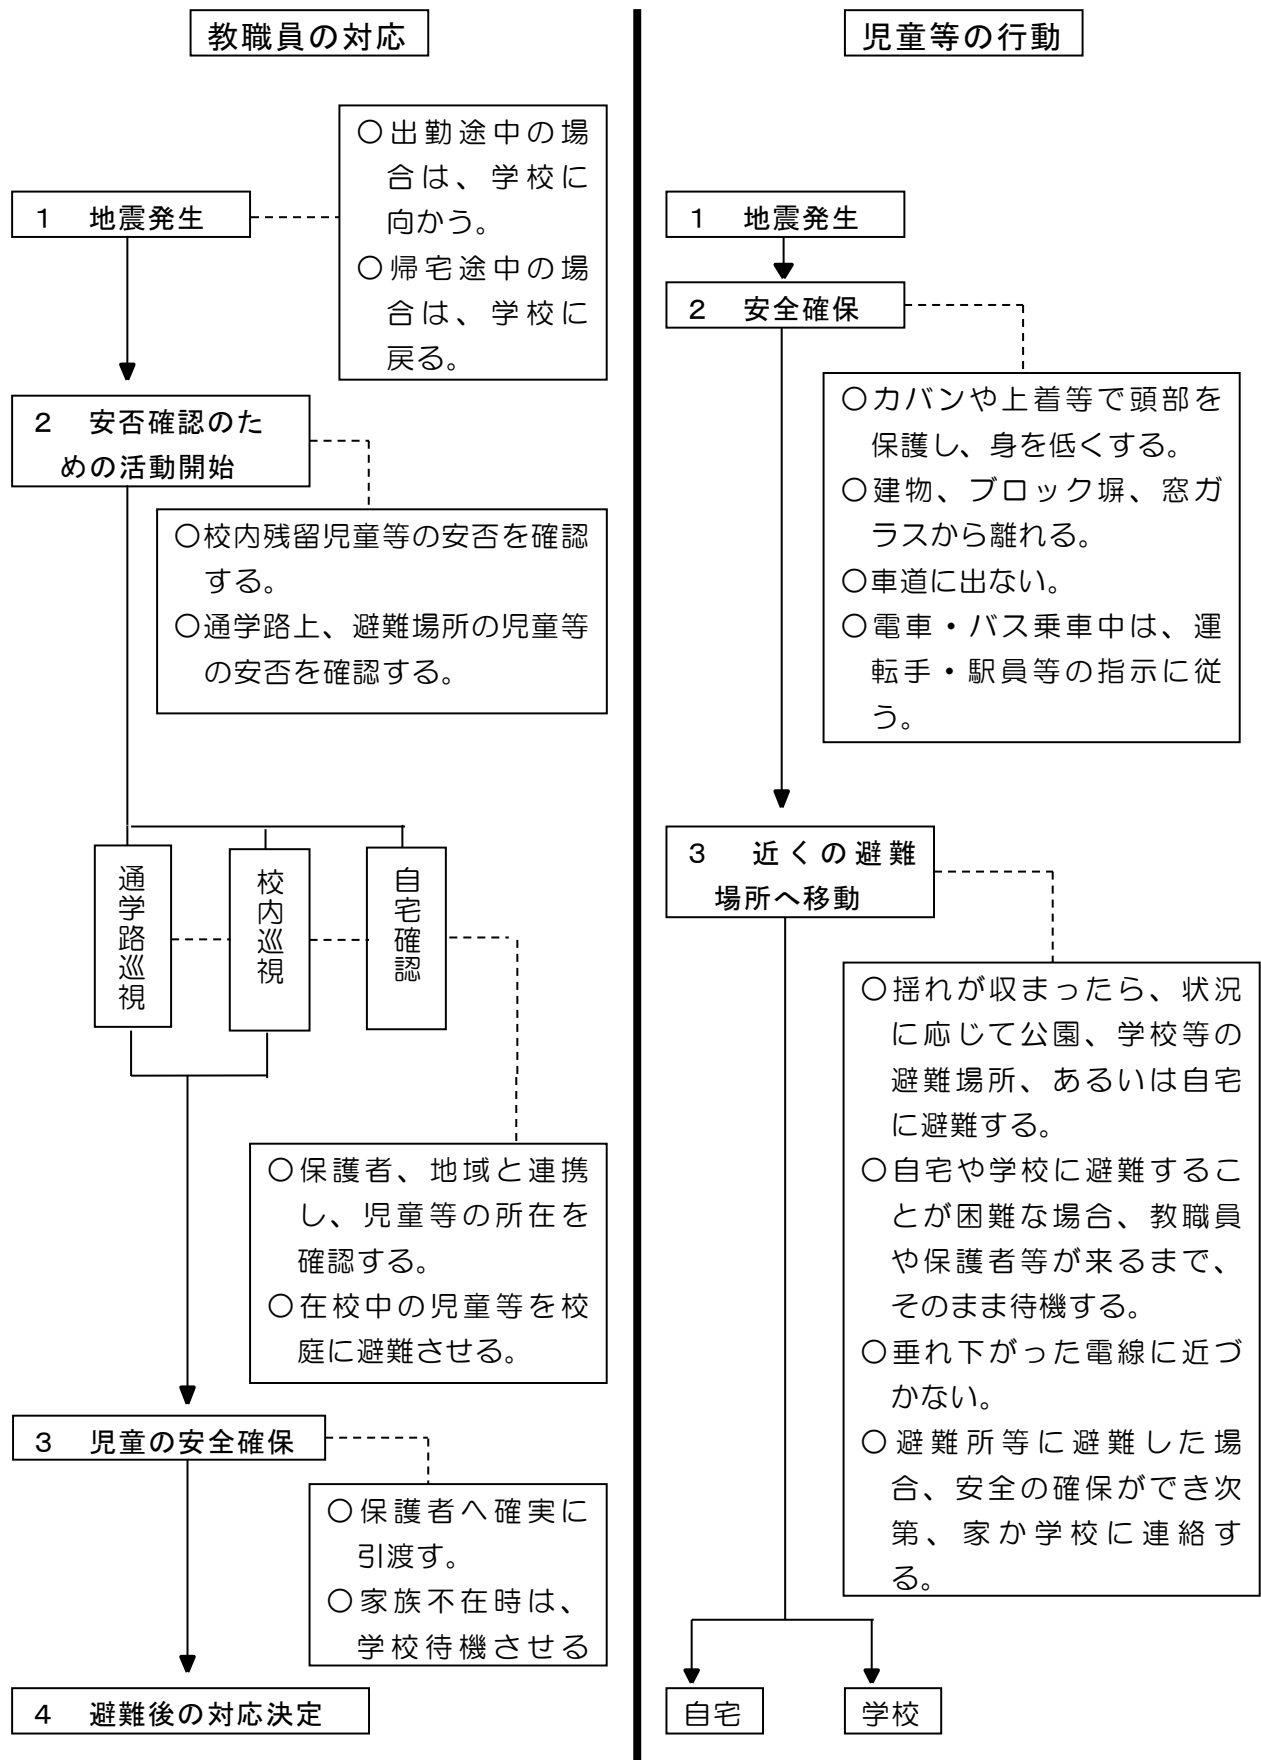 教職員の対応
○出勤途中の場
合は、学校に
向かう。
○帰宅途中の場
合は、学校に
戻る。
1 地震発生
2 安否確認のた
めの活動開始
○校内残留児童等の安否を確認
する。
○通学路上、避難場所の児童等
の安否を確認する。
通学路巡視
校内巡視
自宅確認
○保護者、地域と連携
し、児童等の所在を
確認する。
○在校中の児童等を校
庭に避難させる。
3 児童の安全確保
○保護者へ確実に
引渡す。
○家族不在時は、
学校待機させる
4 避難後の対応決定
児童等の行動
1 地震発生
2 安全確保
○カバンや上着等で頭部を
保護し、身を低くする。
○建物、ブロック塀、窓ガ
ラスから離れる。
○車道に出ない。
○電車・バス乗車中は、運
転手・駅員等の指示に従
う。
3 近くの避難
場所へ移動
○揺れが収まったら、状況
に応じて公園、学校等の
避難場所、あるいは自宅
に避難する。
○自宅や学校に避難するこ
とが困難な場合、教職員
や保護者等が来るまで、
そのまま待機する。
○垂れ下がった電線に近づ
かない。
○避難所等に避難した場
合、安全の確保ができ次
第、家か学校に連絡す
る。
自宅
学校